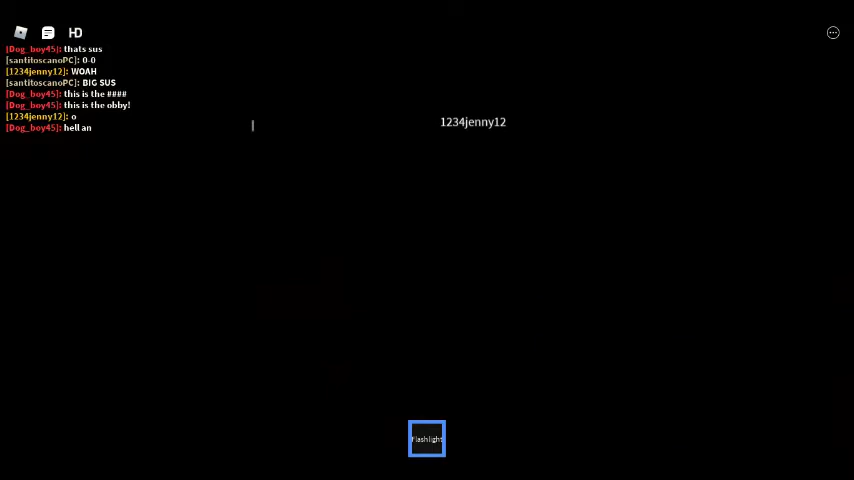 HD
[Dog_boy45]: thats sus
[santitoscanoPC]: 0-0
[1234jenny12]: WOAH
[santitoscanoPC]: BIG SUS
[Dog_boy45]: this is the ####
[Dog_boy45]: this is the obby!
[1234jenny12]: o
[Dog_boy45]: hell an
1234jenny12
Flashlight